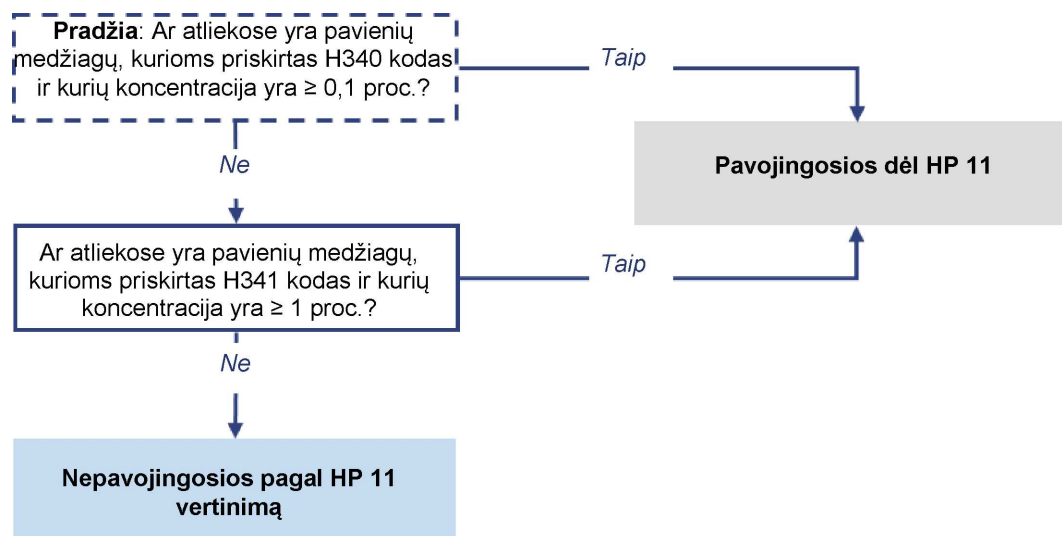 Pradžia: Ar atliekose yra pavienių
medžiagų, kurioms priskirtas H340 kodas
ir kurių koncentracija yra ≥ 0,1 proc.?
Taip
Pavojingosios dėl HP 11
Ne
Ar atliekose yra pavienių medžiagų,
kurioms priskirtas H341 kodas ir kurių
koncentracija yra ≥ 1 proc.?
Taip
Ne
Nepavojingosios pagal HP 11
vertinimą